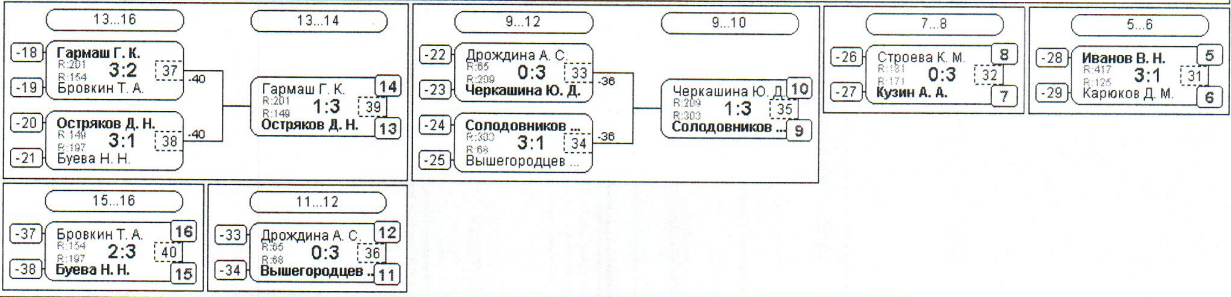 13...16
13...14
-18
Гармаш Г. К.
R:201
R:154
3:2
37
-40
-19
Бровкин Т. А.
-20
Остряков Д. Н.
R:149
R:197
3:1
38
-40
-21
Буева Н. Н.
14
Гармаш Г. К.
R:201
R:149
1:3
39
Остряков Д. Н.
13
9...12
9...10
-22
Дрождина А. С.
R:65
R:209
0:3
33
-36
-23
Черкашина Ю. Д.
-24
Солодовников ...
R:303
R:68
3:1
34
-36
-25
Вышегородцев ...
10
Черкашина Ю. Д.
R:209
R:303
1:3
35
Солодовников ...
9
7...8
-26
Строева К. М.
8
R:131
R:171
0:3
32
-27
Кузин А. А.
7
5...6
-28
Иванов В. Н.
5
R:417
R:125
3:1
31
-29
Карюков Д. М.
6
15...16
-37
Бровкин Т. А.
16
R:154
R:197
2:3
40
-38
Буева Н. Н.
15
11...12
-33
Дрождина А. С.
12
R:65
R:68
0:3
36
-34
Вышегородцев ...
11